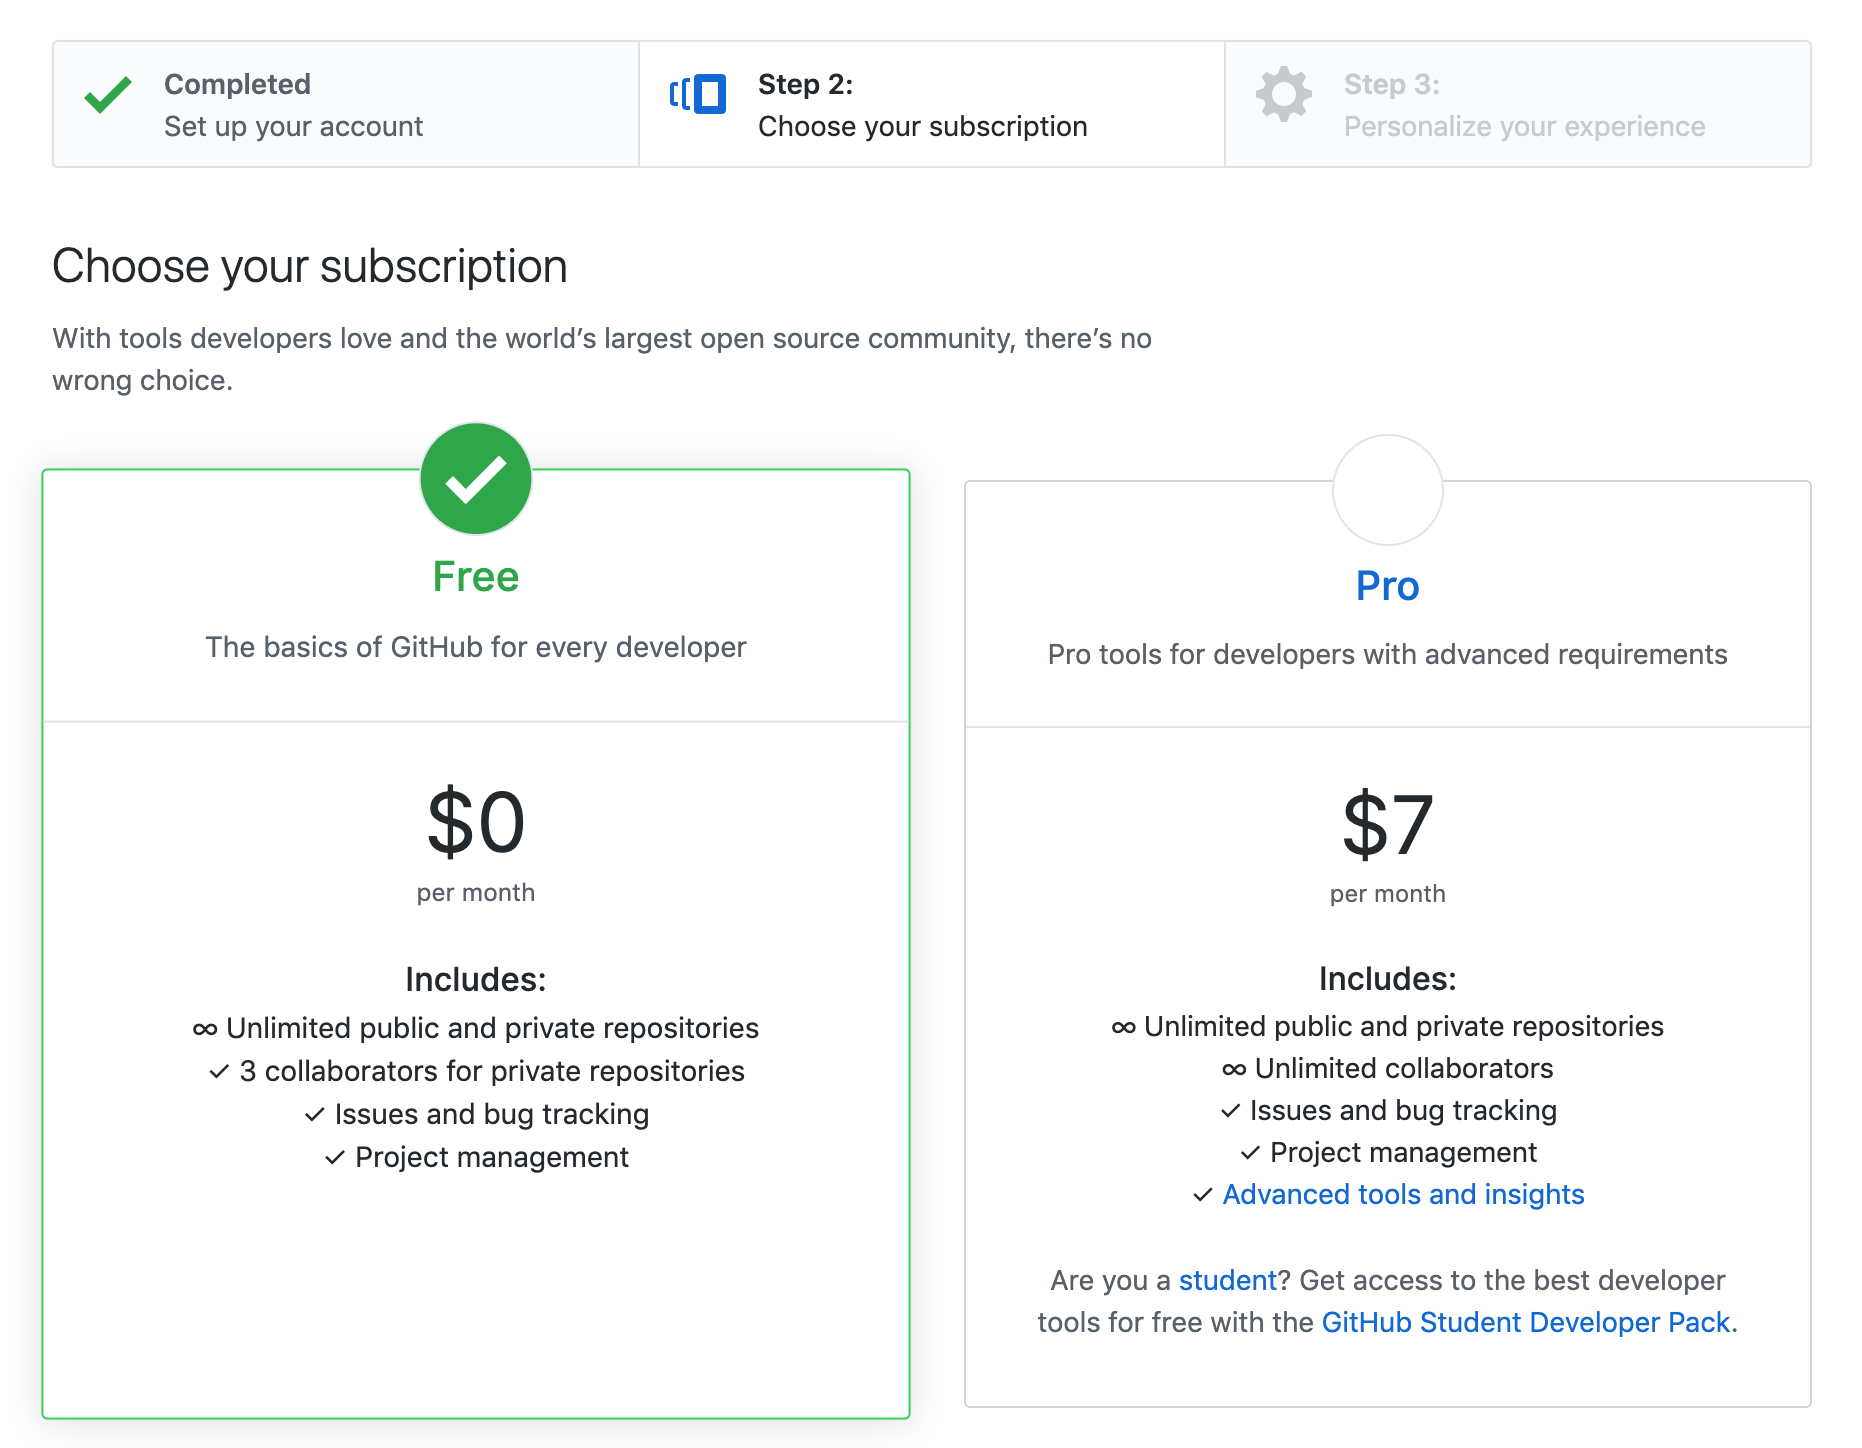 Completed
Set up your account
Step 2:
Choose your subscription
Step 3:
Personalize your experience
Choose your subscription
With tools developers love and the world’s largest open source community, there’s no
wrong choice.
Free
The basics of GitHub for every developer
$0
per month
Includes:
∞ Unlimited public and private repositories
✓ 3 collaborators for private repositories
✓ Issues and bug tracking
✓ Project management
Pro
Pro tools for developers with advanced requirements
$7
per month
Includes:
∞ Unlimited public and private repositories
∞ Unlimited collaborators
✓ Issues and bug tracking
✓ Project management
✓ Advanced tools and insights
Are you a student? Get access to the best developer
tools for free with the GitHub Student Developer Pack.